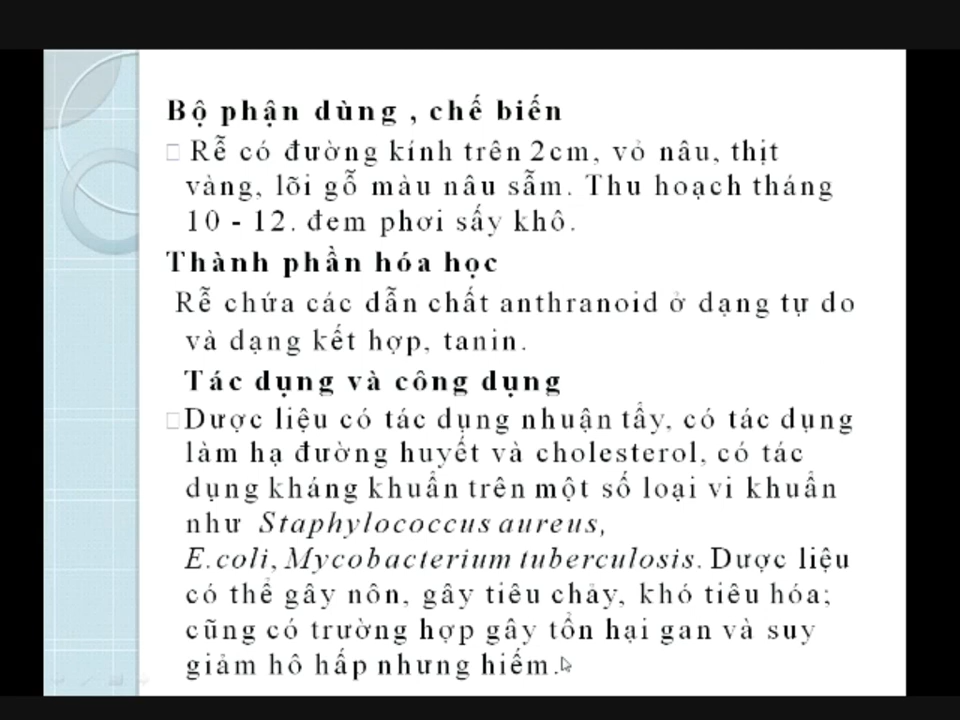 Bộ phận dùng , chế biến
Rễ có đường kính trên 2cm, vỏ nâu, thịt
vàng, lõi gỗ màu nâu sẫm. Thu hoạch tháng
10 - 12. đem phơi sấy khô.
Thành phần hóa học
Rễ chứa các dẫn chất anthranoid ở dạng tự do
và dạng kết hợp, tanin.
Tác dụng và công dụng
Dược liệu có tác dụng nhuận tẩy, có tác dụng
làm hạ đường huyết và cholesterol, có tác
dụng kháng khuẩn trên một số loại vi khuẩn
như Staphylococcus aureus,
E.coli, Mycobacterium tuberculosis. Dược liệu
có thể gây nôn, gây tiêu chảy, khó tiêu hóa;
cũng có trường hợp gây tổn hại gan và suy
giảm hô hấp nhưng hiếm.